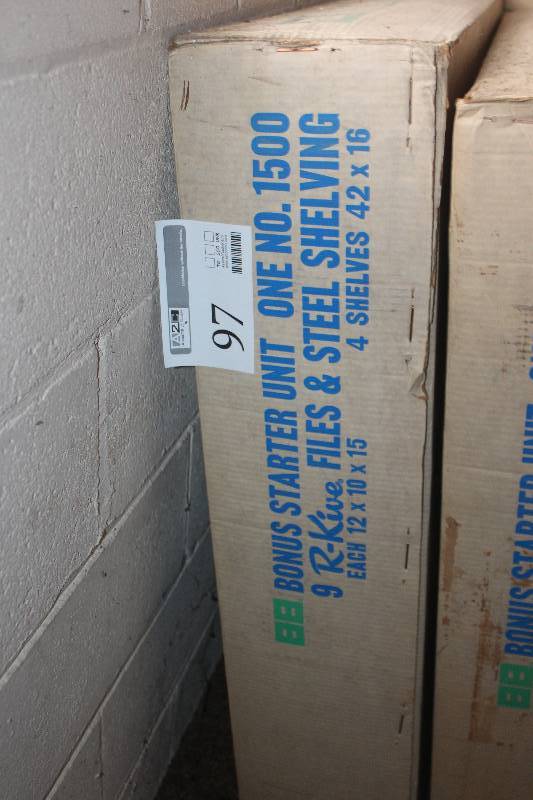 BONUS STARTER UNIT ONE NO. 1500
9 R-Kive FILES & STEEL SHELVING
EACH 12 x 10 x 15 4 SHELVES 42 x 16
97
BONUS STARTER UNIT